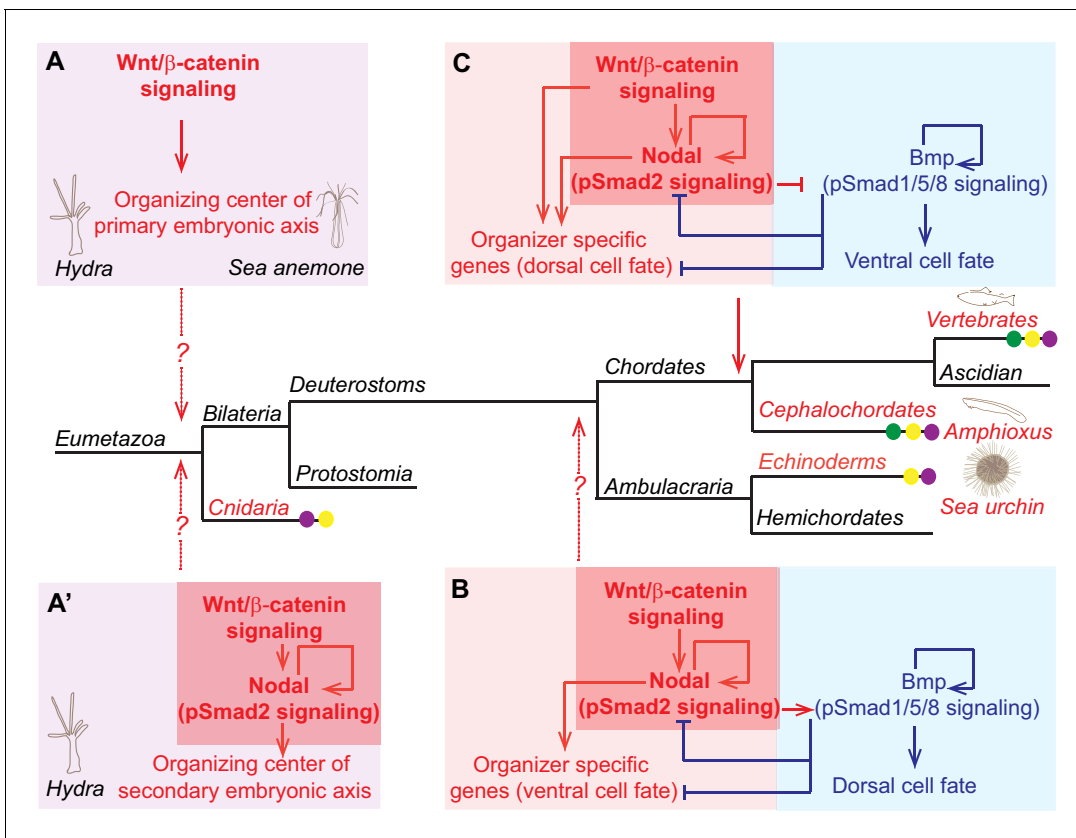 A
Wnt/β-catenin
signaling
Organizing center of
primary embryonic axis
Hydra
Sea anemone
C
Wnt/β-catenin
signaling
Nodal
(pSmad2 signaling)
Organizer specific
genes (dorsal cell fate)
Bmp
(pSmad1/5/8 signaling)
Ventral cell fate
?
Eumetazoa
Bilateria
Deuterostoms
Protostomia
Cnidaria
?
?
Chordates
Ambulacraria
Vertebrates
Ascidian
Cephalochordates
Amphioxus
Echinoderms
Sea urchin
Hemichordates
A'
Wnt/β-catenin
signaling
Nodal
(pSmad2 signaling)
Organizing center of
secondary embryonic axis
Hydra
B
Wnt/β-catenin
signaling
Nodal
(pSmad2 signaling)
Organizer specific
genes (ventral cell fate)
Bmp
(pSmad1/5/8 signaling)
Dorsal cell fate